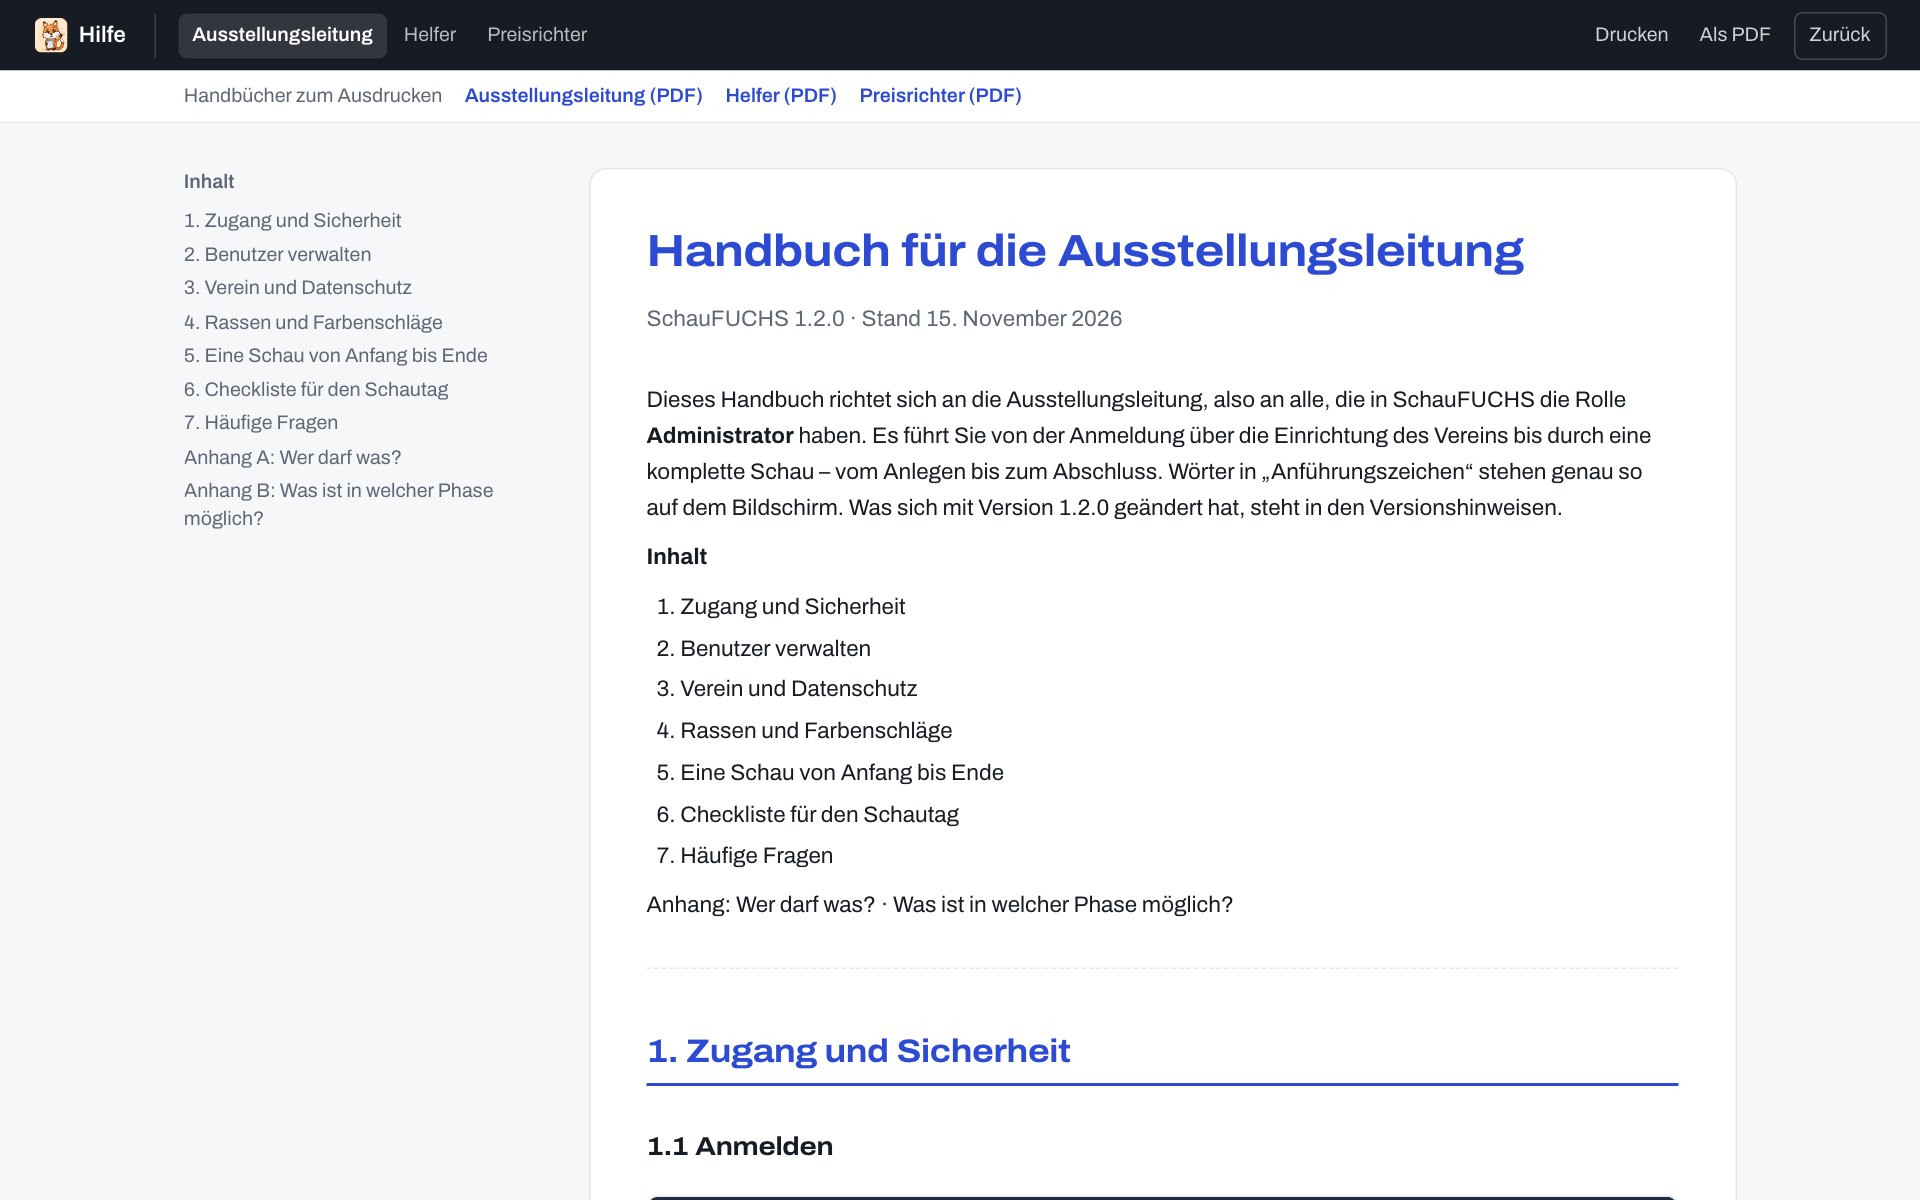 Hilfe
Ausstellungsleitung
Helfer
Preisrichter
Drucken
Als PDF
Zurück
Handbücher zum Ausdrucken
Ausstellungsleitung (PDF)
Helfer (PDF)
Preisrichter (PDF)
Inhalt
1. Zugang und Sicherheit
2. Benutzer verwalten
3. Verein und Datenschutz
4. Rassen und Farbenschläge
5. Eine Schau von Anfang bis Ende
6. Checkliste für den Schautag
7. Häufige Fragen
Anhang A: Wer darf was?
Anhang B: Was ist in welcher Phase
möglich?
Handbuch für die Ausstellungsleitung
SchauFUCHS 1.2.0 · Stand 15. November 2026
Dieses Handbuch richtet sich an die Ausstellungsleitung, also an alle, die in SchauFUCHS die Rolle
Administrator haben. Es führt Sie von der Anmeldung über die Einrichtung des Vereins bis durch eine
komplette Schau – vom Anlegen bis zum Abschluss. Wörter in „Anführungszeichen“ stehen genau so
auf dem Bildschirm. Was sich mit Version 1.2.0 geändert hat, steht in den Versionshinweisen.
Inhalt
1. Zugang und Sicherheit
2. Benutzer verwalten
3. Verein und Datenschutz
4. Rassen und Farbenschläge
5. Eine Schau von Anfang bis Ende
6. Checkliste für den Schautag
7. Häufige Fragen
Anhang: Wer darf was? · Was ist in welcher Phase möglich?
1. Zugang und Sicherheit
1.1 Anmelden